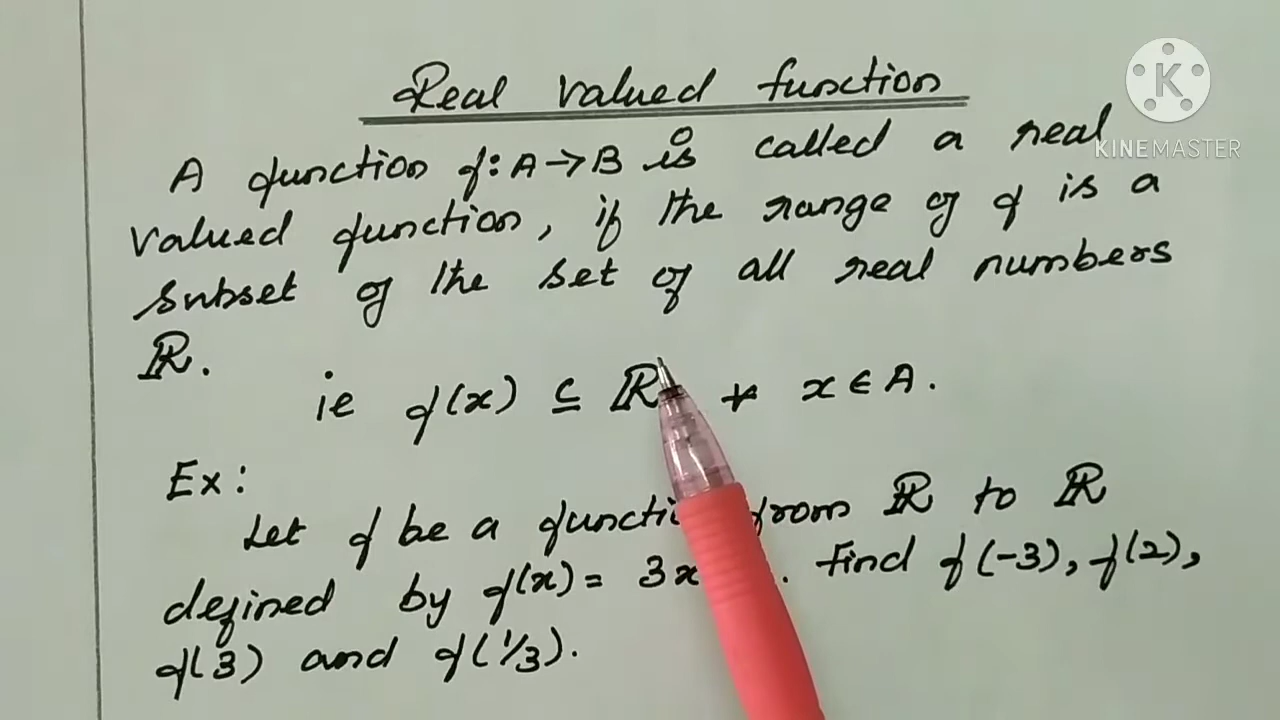 Real valued function
K
KINEMASTER
A function f: A → B is called a real
valued function, if the range of f is a
subset of the set of all real numbers
ℝ.
ie f(x) ⊆ ℝ ∀ x ∈ A.
Ex:
Let f be a from ℝ to ℝ
defined by f(x) = 3x . Find f(-3), f(2),
f(3) and f(1/3).